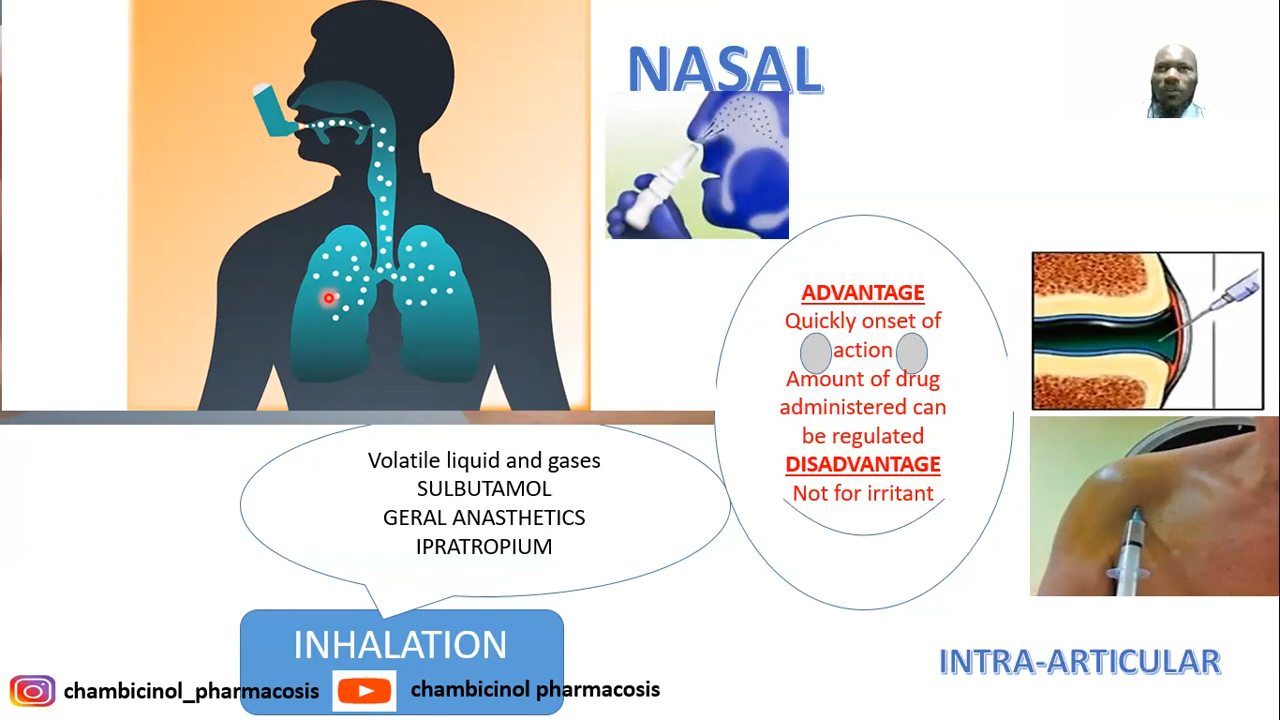 NASAL
ADVANTAGE
Quickly onset of
action
Amount of drug
administered can
be regulated
DISADVANTAGE
Not for irritant
Volatile liquid and gases
SULBUTAMOL
GERAL ANASTHETICS
IPRATROPIUM
INHALATION
INTRA-ARTICULAR
chambicinol_pharmacosis
chambicinol pharmacosis